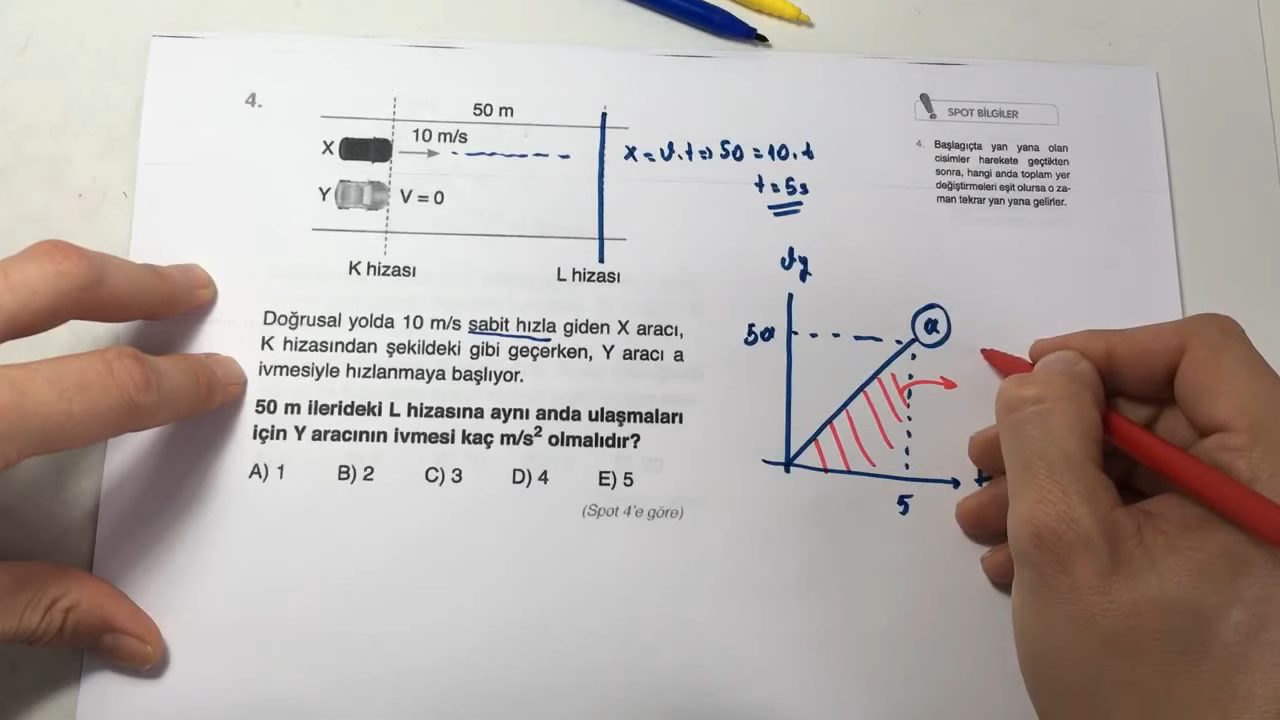 4.
50 m
X
10 m/s
Y
V = 0
K hizası
L hizası
x = v.t => 50 = 10.t
t = 5s
SPOT BİLGİLER
4. Başlagıçta yan yana olan
cisimler harekete geçtikten
sonra, hangi anda toplam yer
değiştirmeleri eşit olursa o za-
man tekrar yan yana gelirler.
Doğrusal yolda 10 m/s sabit hızla giden X aracı,
K hizasından şekildeki gibi geçerken, Y aracı a
ivmesiyle hızlanmaya başlıyor.
50 m ilerideki L hizasına aynı anda ulaşmaları
için Y aracının ivmesi kaç m/s² olmalıdır?
A) 1 B) 2 C) 3 D) 4 E) 5
(Spot 4'e göre)
vy
5a
a
5
t